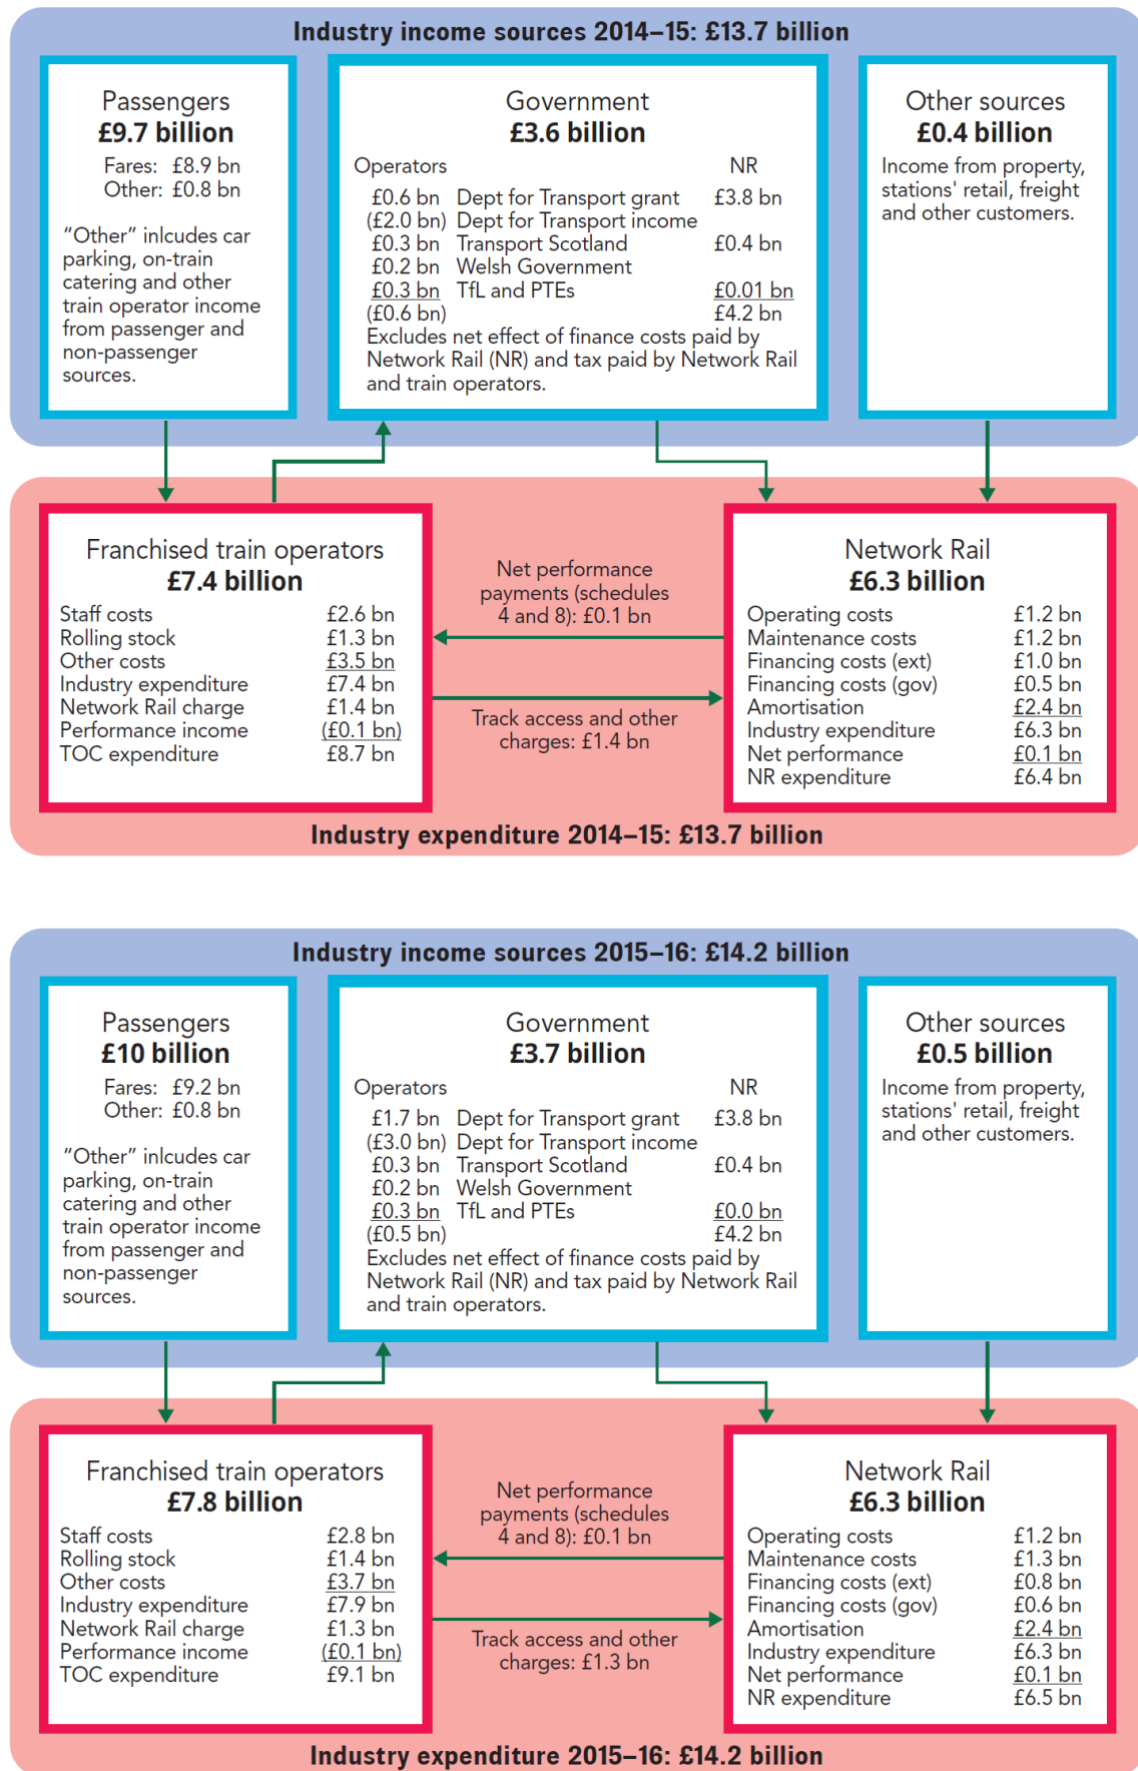 Industry income sources 2014–15: £13.7 billion
Passengers
£9.7 billion
Fares: £8.9 bn
Other: £0.8 bn
“Other” inlcudes car
parking, on-train
catering and other
train operator income
from passenger and
non-passenger
sources.
Government
£3.6 billion
Operators NR
£0.6 bn Dept for Transport grant £3.8 bn
(£2.0 bn) Dept for Transport income
£0.3 bn Transport Scotland £0.4 bn
£0.2 bn Welsh Government
£0.3 bn TfL and PTEs £0.01 bn
(£0.6 bn) £4.2 bn
Excludes net effect of finance costs paid by
Network Rail (NR) and tax paid by Network Rail
and train operators.
Other sources
£0.4 billion
Income from property,
stations' retail, freight
and other customers.
Franchised train operators
£7.4 billion
Staff costs £2.6 bn
Rolling stock £1.3 bn
Other costs £3.5 bn
Industry expenditure £7.4 bn
Network Rail charge £1.4 bn
Performance income (£0.1 bn)
TOC expenditure £8.7 bn
Net performance
payments (schedules
4 and 8): £0.1 bn
Track access and other
charges: £1.4 bn
Network Rail
£6.3 billion
Operating costs £1.2 bn
Maintenance costs £1.2 bn
Financing costs (ext) £1.0 bn
Financing costs (gov) £0.5 bn
Amortisation £2.4 bn
Industry expenditure £6.3 bn
Net performance £0.1 bn
NR expenditure £6.4 bn
Industry expenditure 2014–15: £13.7 billion
Industry income sources 2015–16: £14.2 billion
Passengers
£10 billion
Fares: £9.2 bn
Other: £0.8 bn
“Other” inlcudes car
parking, on-train
catering and other
train operator income
from passenger and
non-passenger
sources.
Government
£3.7 billion
Operators NR
£1.7 bn Dept for Transport grant £3.8 bn
(£3.0 bn) Dept for Transport income
£0.3 bn Transport Scotland £0.4 bn
£0.2 bn Welsh Government
£0.3 bn TfL and PTEs £0.0 bn
(£0.5 bn) £4.2 bn
Excludes net effect of finance costs paid by
Network Rail (NR) and tax paid by Network Rail
and train operators.
Other sources
£0.5 billion
Income from property,
stations' retail, freight
and other customers.
Franchised train operators
£7.8 billion
Staff costs £2.8 bn
Rolling stock £1.4 bn
Other costs £3.7 bn
Industry expenditure £7.9 bn
Network Rail charge £1.3 bn
Performance income (£0.1 bn)
TOC expenditure £9.1 bn
Net performance
payments (schedules
4 and 8): £0.1 bn
Track access and other
charges: £1.3 bn
Network Rail
£6.3 billion
Operating costs £1.2 bn
Maintenance costs £1.3 bn
Financing costs (ext) £0.8 bn
Financing costs (gov) £0.6 bn
Amortisation £2.4 bn
Industry expenditure £6.3 bn
Net performance £0.1 bn
NR expenditure £6.5 bn
Industry expenditure 2015–16: £14.2 billion